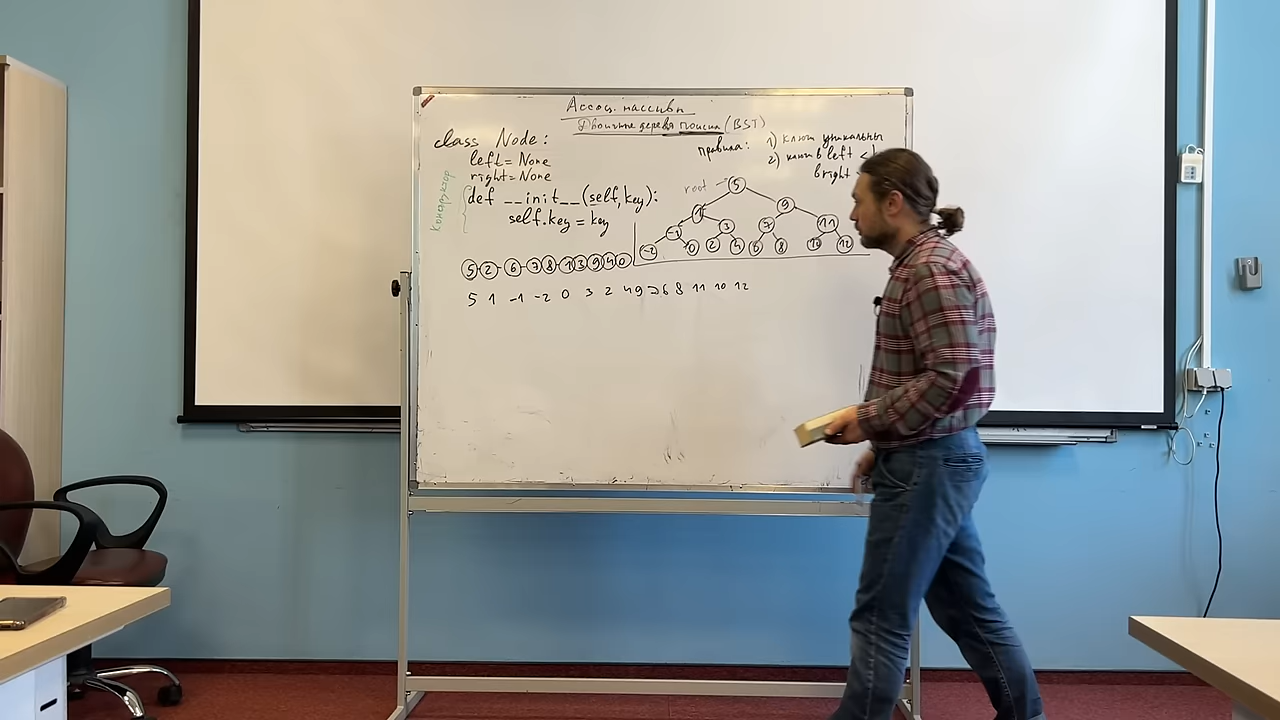 Ассоц. массивы
Двоичные деревья поиска (BST)
class Node:
left = None
right = None
Конструктор
def __init__(self, key):
self.key = key
Правила: 1) ключи уникальны
2) ключи в left <
в right
root
5
1 9
-1 3 7 11
-2 0 2 4 6 8 10 12
5 2 6 7 8 1 3 9 4 0
5 1 -1 -2 0 3 2 4 9 7 6 8 11 10 12